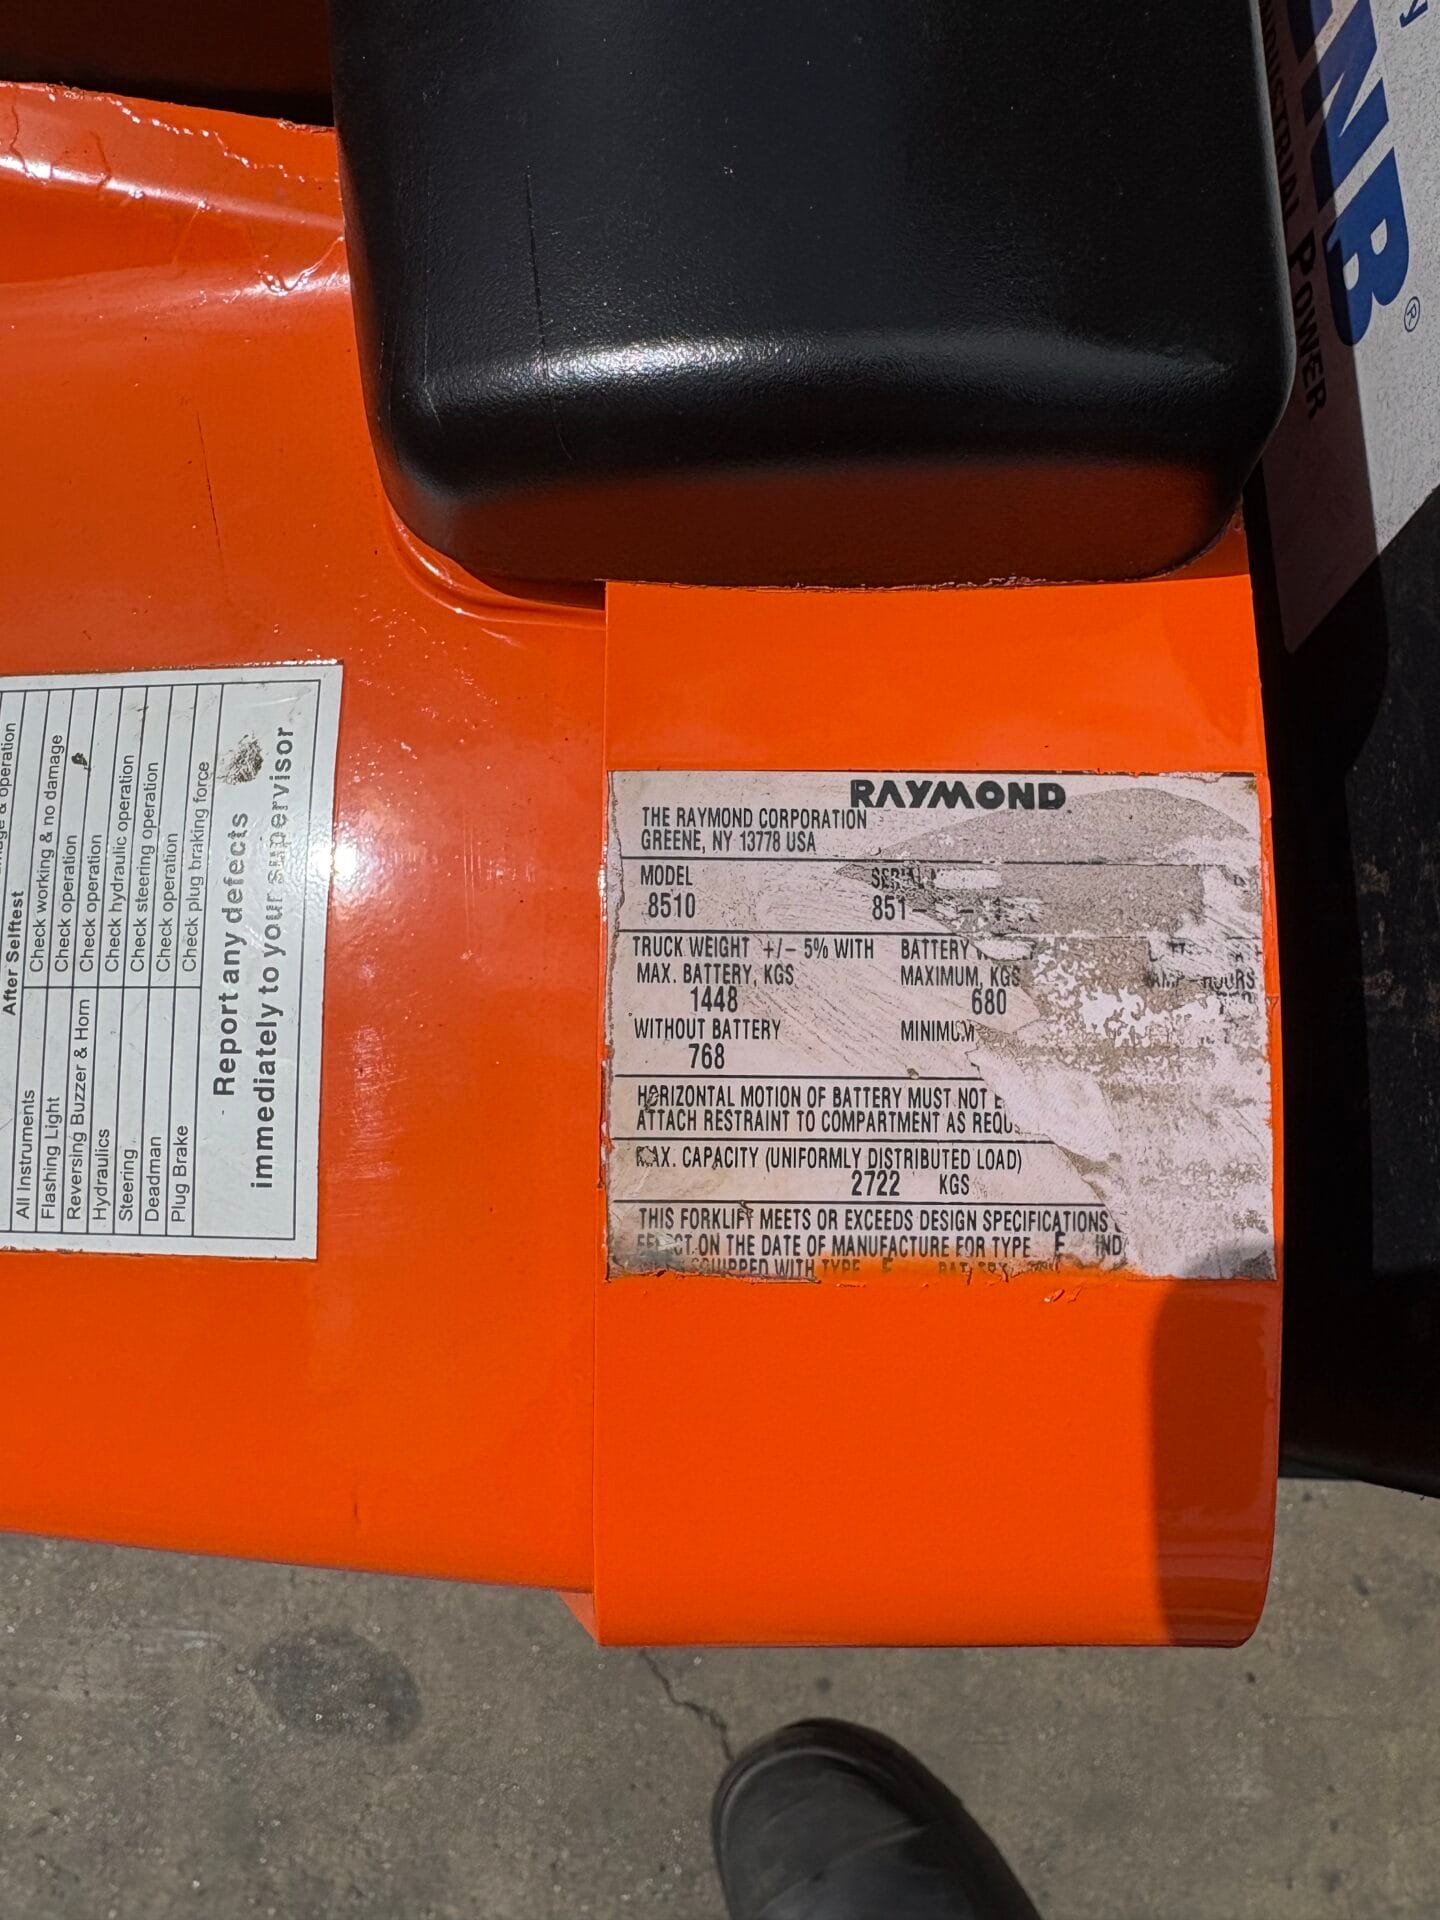 RAYMOND
THE RAYMOND CORPORATION
GREENE, NY 13778 USA
MODEL
8510
851-
TRUCK WEIGHT +/- 5% WITH BATTERY
MAX. BATTERY, KGS MAXIMUM, KGS
1448 680
WITHOUT BATTERY MINIMUM
768
HORIZONTAL MOTION OF BATTERY MUST NOT
ATTACH RESTRAINT TO COMPARTMENT AS
MAX. CAPACITY (UNIFORMLY DISTRIBUTED LOAD)
2722 KGS
THIS FORKLIFT MEETS OR EXCEEDS DESIGN SPECIFICATIONS
ON THE DATE OF MANUFACTURE FOR TYPE E
WITH TYPE E
operation
After Selftest
All Instruments Check working & no damage
Flashing Light Check operation
Reversing Buzzer & Horn Check operation
Hydraulics Check hydraulic operation
Steering Check steering operation
Deadman Check operation
Plug Brake Check plug braking force
Report any defects
immediately to your supervisor
POWER